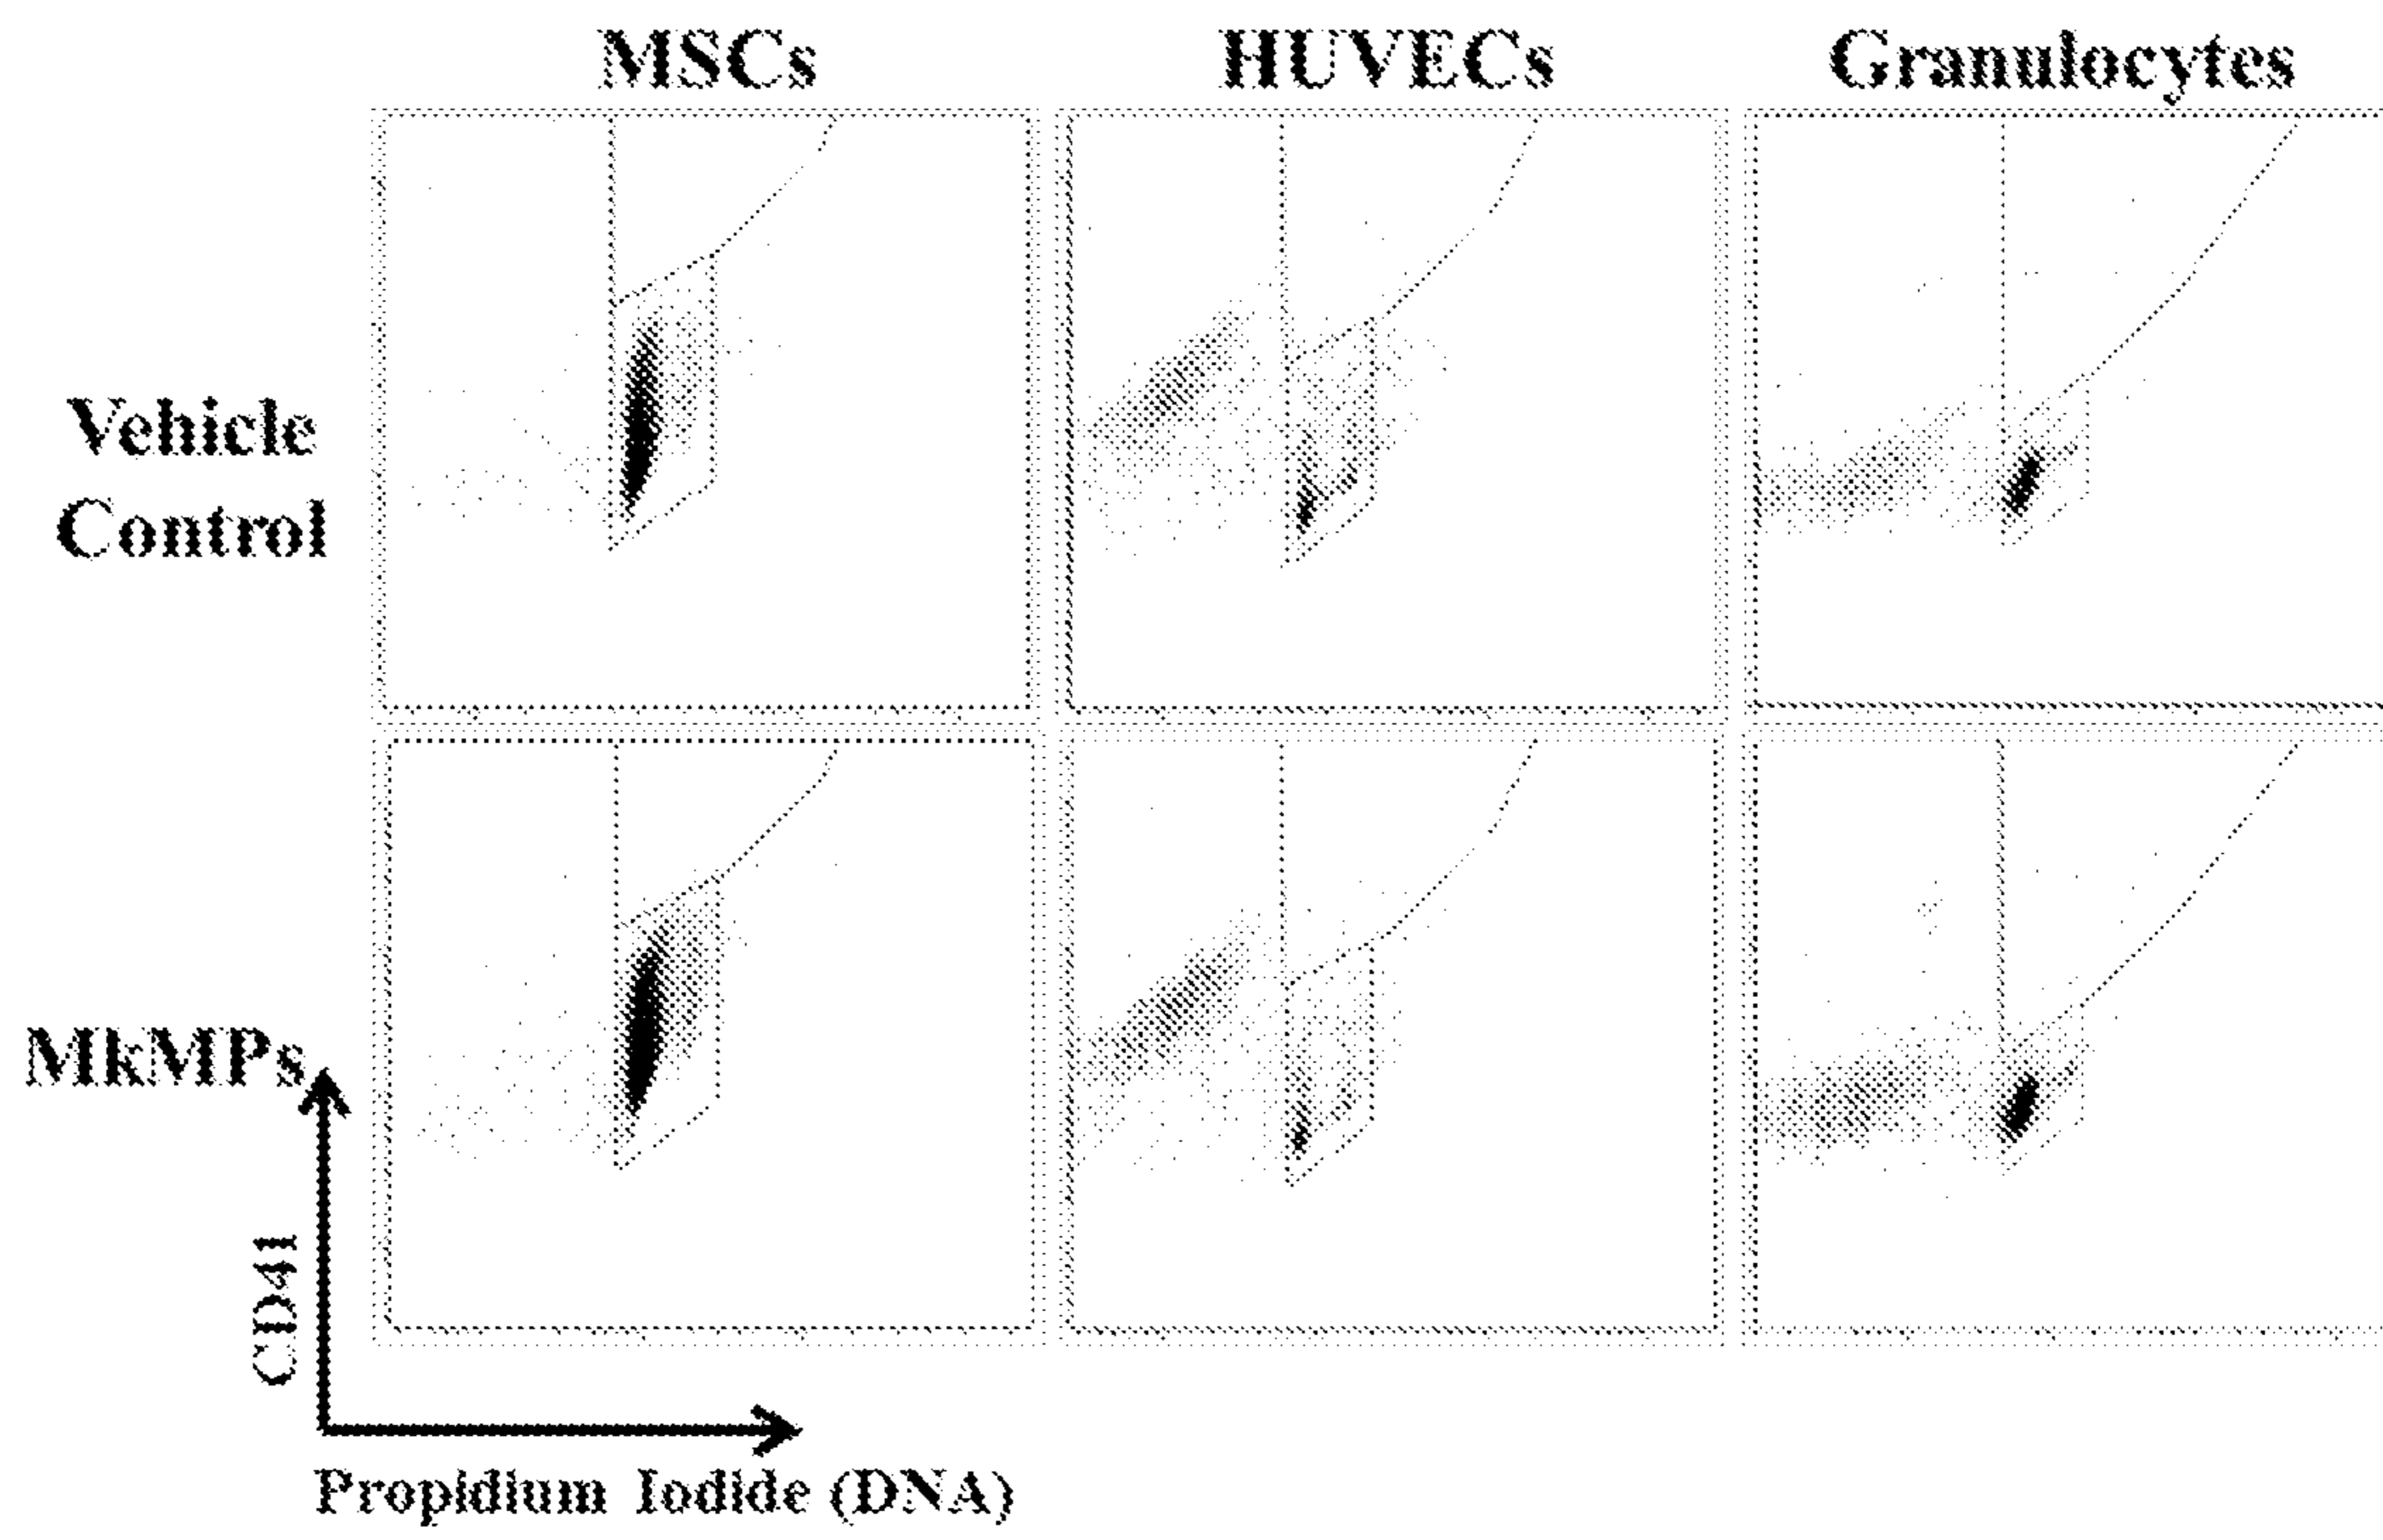 MSCs
HUVECs
Granulocytes
Vehicle
Control
MkMPs
CD41
Propidium Iodide (DNA)